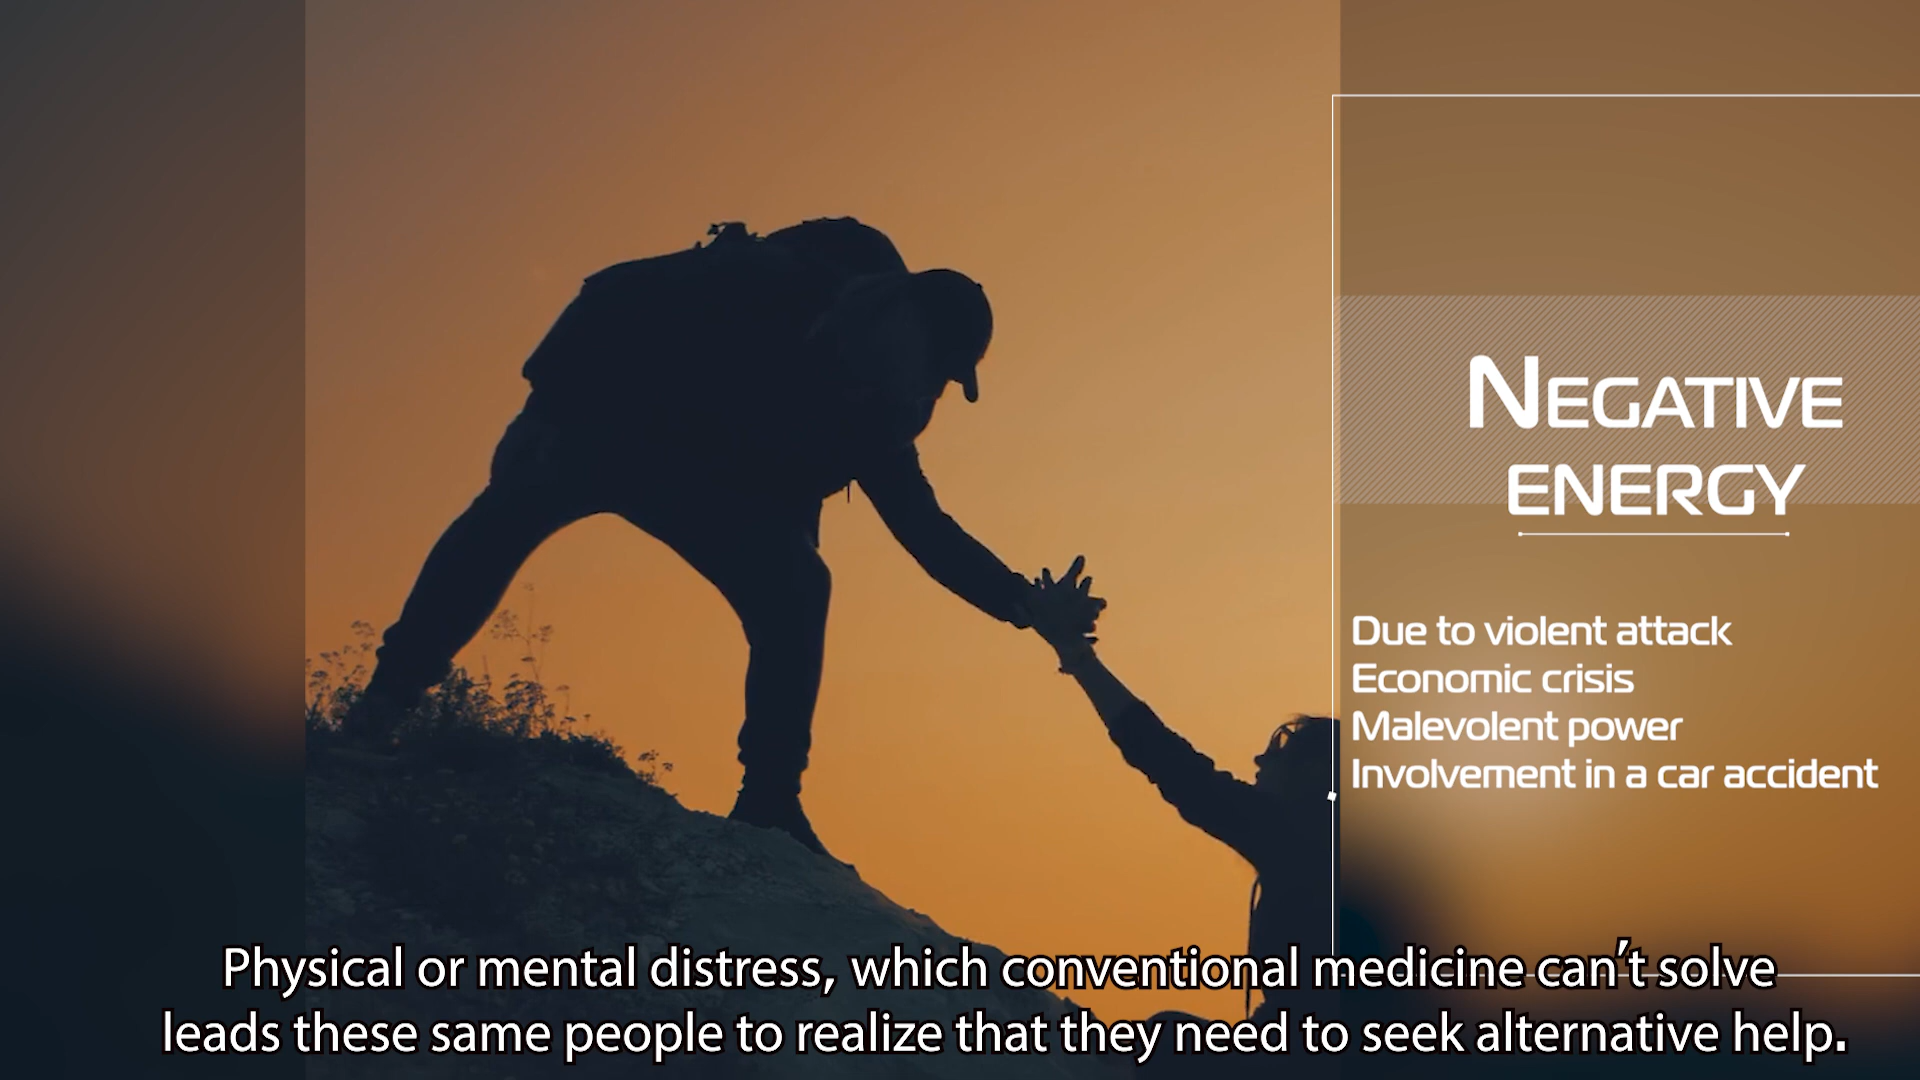 NEGATIVE
ENERGY
Due to violent attack
Economic crisis
Malevolent power
Involvement in a car accident
Physical or mental distress, which conventional medicine can't solve
leads these same people to realize that they need to seek alternative help.